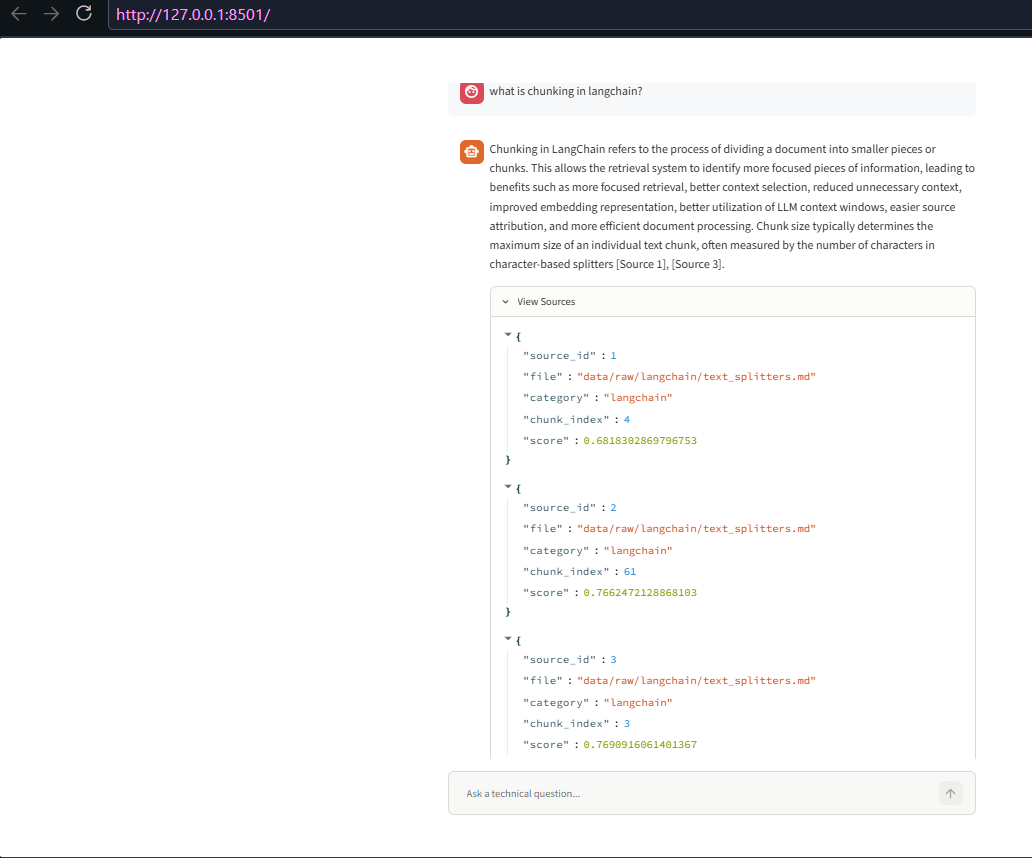 http://127.0.0.1:8501/
what is chunking in langchain?
Chunking in LangChain refers to the process of dividing a document into smaller pieces or
chunks. This allows the retrieval system to identify more focused pieces of information, leading to
benefits such as more focused retrieval, better context selection, reduced unnecessary context,
improved embedding representation, better utilization of LLM context windows, easier source
attribution, and more efficient document processing. Chunk size typically determines the
maximum size of an individual text chunk, often measured by the number of characters in
character-based splitters [Source 1], [Source 3].
View Sources
{
"source_id" : 1
"file" : "data/raw/langchain/text_splitters.md"
"category" : "langchain"
"chunk_index" : 4
"score" : 0.6818302869796753
}
{
"source_id" : 2
"file" : "data/raw/langchain/text_splitters.md"
"category" : "langchain"
"chunk_index" : 61
"score" : 0.7662472128868103
}
{
"source_id" : 3
"file" : "data/raw/langchain/text_splitters.md"
"category" : "langchain"
"chunk_index" : 3
"score" : 0.7690916061401367
Ask a technical question...